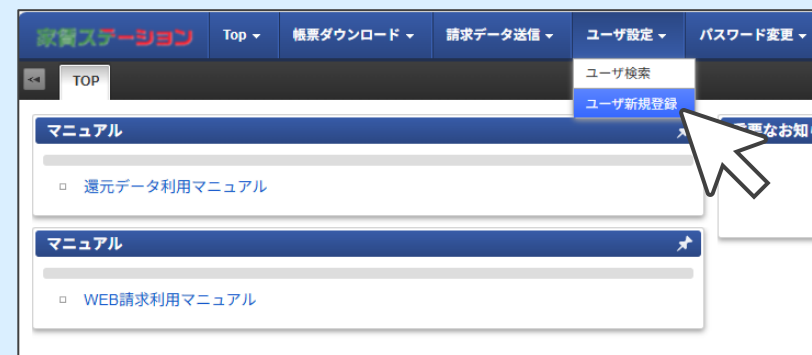 家賃ステーション
Top 帳票ダウンロード 請求データ送信 ユーザ設定 パスワード変更
ユーザ検索
ユーザ新規登録
TOP
マニュアル
還元データ利用マニュアル
マニュアル
WEB請求利用マニュアル
要なお知